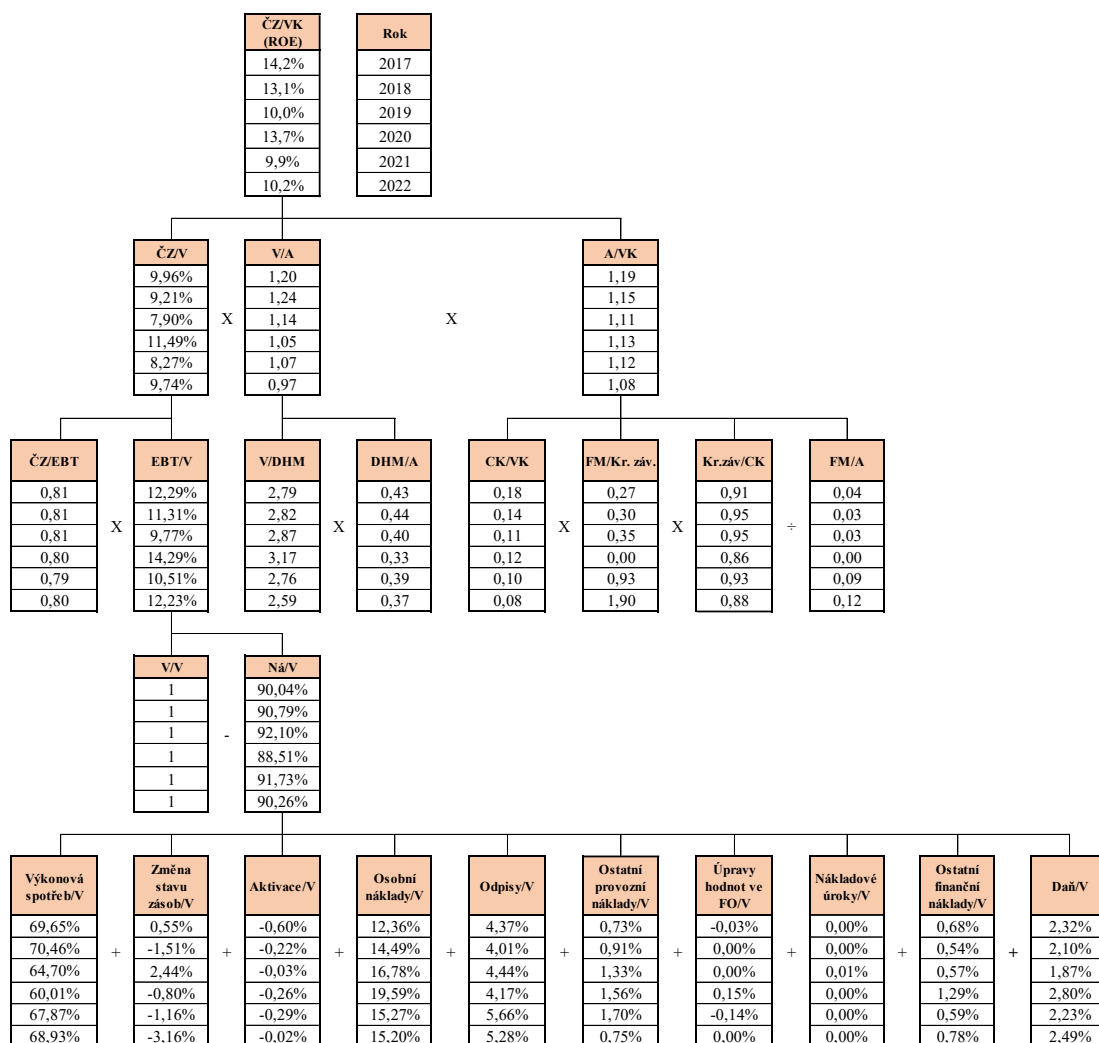 ČZ/VK (ROE) Rok
14,2% 2017
13,1% 2018
10,0% 2019
13,7% 2020
9,9% 2021
10,2% 2022
ČZ/V V/A A/VK
9,96% 1,20 1,19
9,21% 1,24 1,15
7,90% X 1,14 X 1,11
11,49% 1,05 1,13
8,27% 1,07 1,12
9,74% 0,97 1,08
ČZ/EBT EBT/V V/DHM DHM/A CK/VK FM/Kr. záv. Kr.záv/CK FM/A
0,81 12,29% 2,79 0,43 0,18 0,27 0,91 0,04
0,81 11,31% 2,82 0,44 0,14 0,30 0,95 0,03
0,81 X 9,77% 2,87 X 0,40 0,11 X 0,35 X 0,95 ÷ 0,03
0,80 14,29% 3,17 0,33 0,12 0,00 0,86 0,00
0,79 10,51% 2,76 0,39 0,10 0,93 0,93 0,09
0,80 12,23% 2,59 0,37 0,08 1,90 0,88 0,12
V/V Ná/V
1 90,04%
1 90,79%
1 - 92,10%
1 88,51%
1 91,73%
1 90,26%
Výkonová spotřeb/V Změna stavu zásob/V Aktivace/V Osobní náklady/V Odpisy/V Ostatní provozní náklady/V Úpravy hodnot ve FO/V Nákladové úroky/V Ostatní finanční náklady/V Daň/V
69,65% 0,55% -0,60% 12,36% 4,37% 0,73% -0,03% 0,00% 0,68% 2,32%
70,46% + -1,51% + -0,22% + 14,49% + 4,01% + 0,91% + 0,00% + 0,00% + 0,54% + 2,10%
64,70% 2,44% -0,03% 16,78% 4,44% 1,33% 0,00% 0,01% 0,57% 1,87%
60,01% -0,80% -0,26% 19,59% 4,17% 1,56% 0,15% 0,00% 1,29% 2,80%
67,87% -1,16% -0,29% 15,27% 5,66% 1,70% -0,14% 0,00% 0,59% 2,23%
68,93% -3,16% -0,02% 15,20% 5,28% 0,75% 0,00% 0,00% 0,78% 2,49%